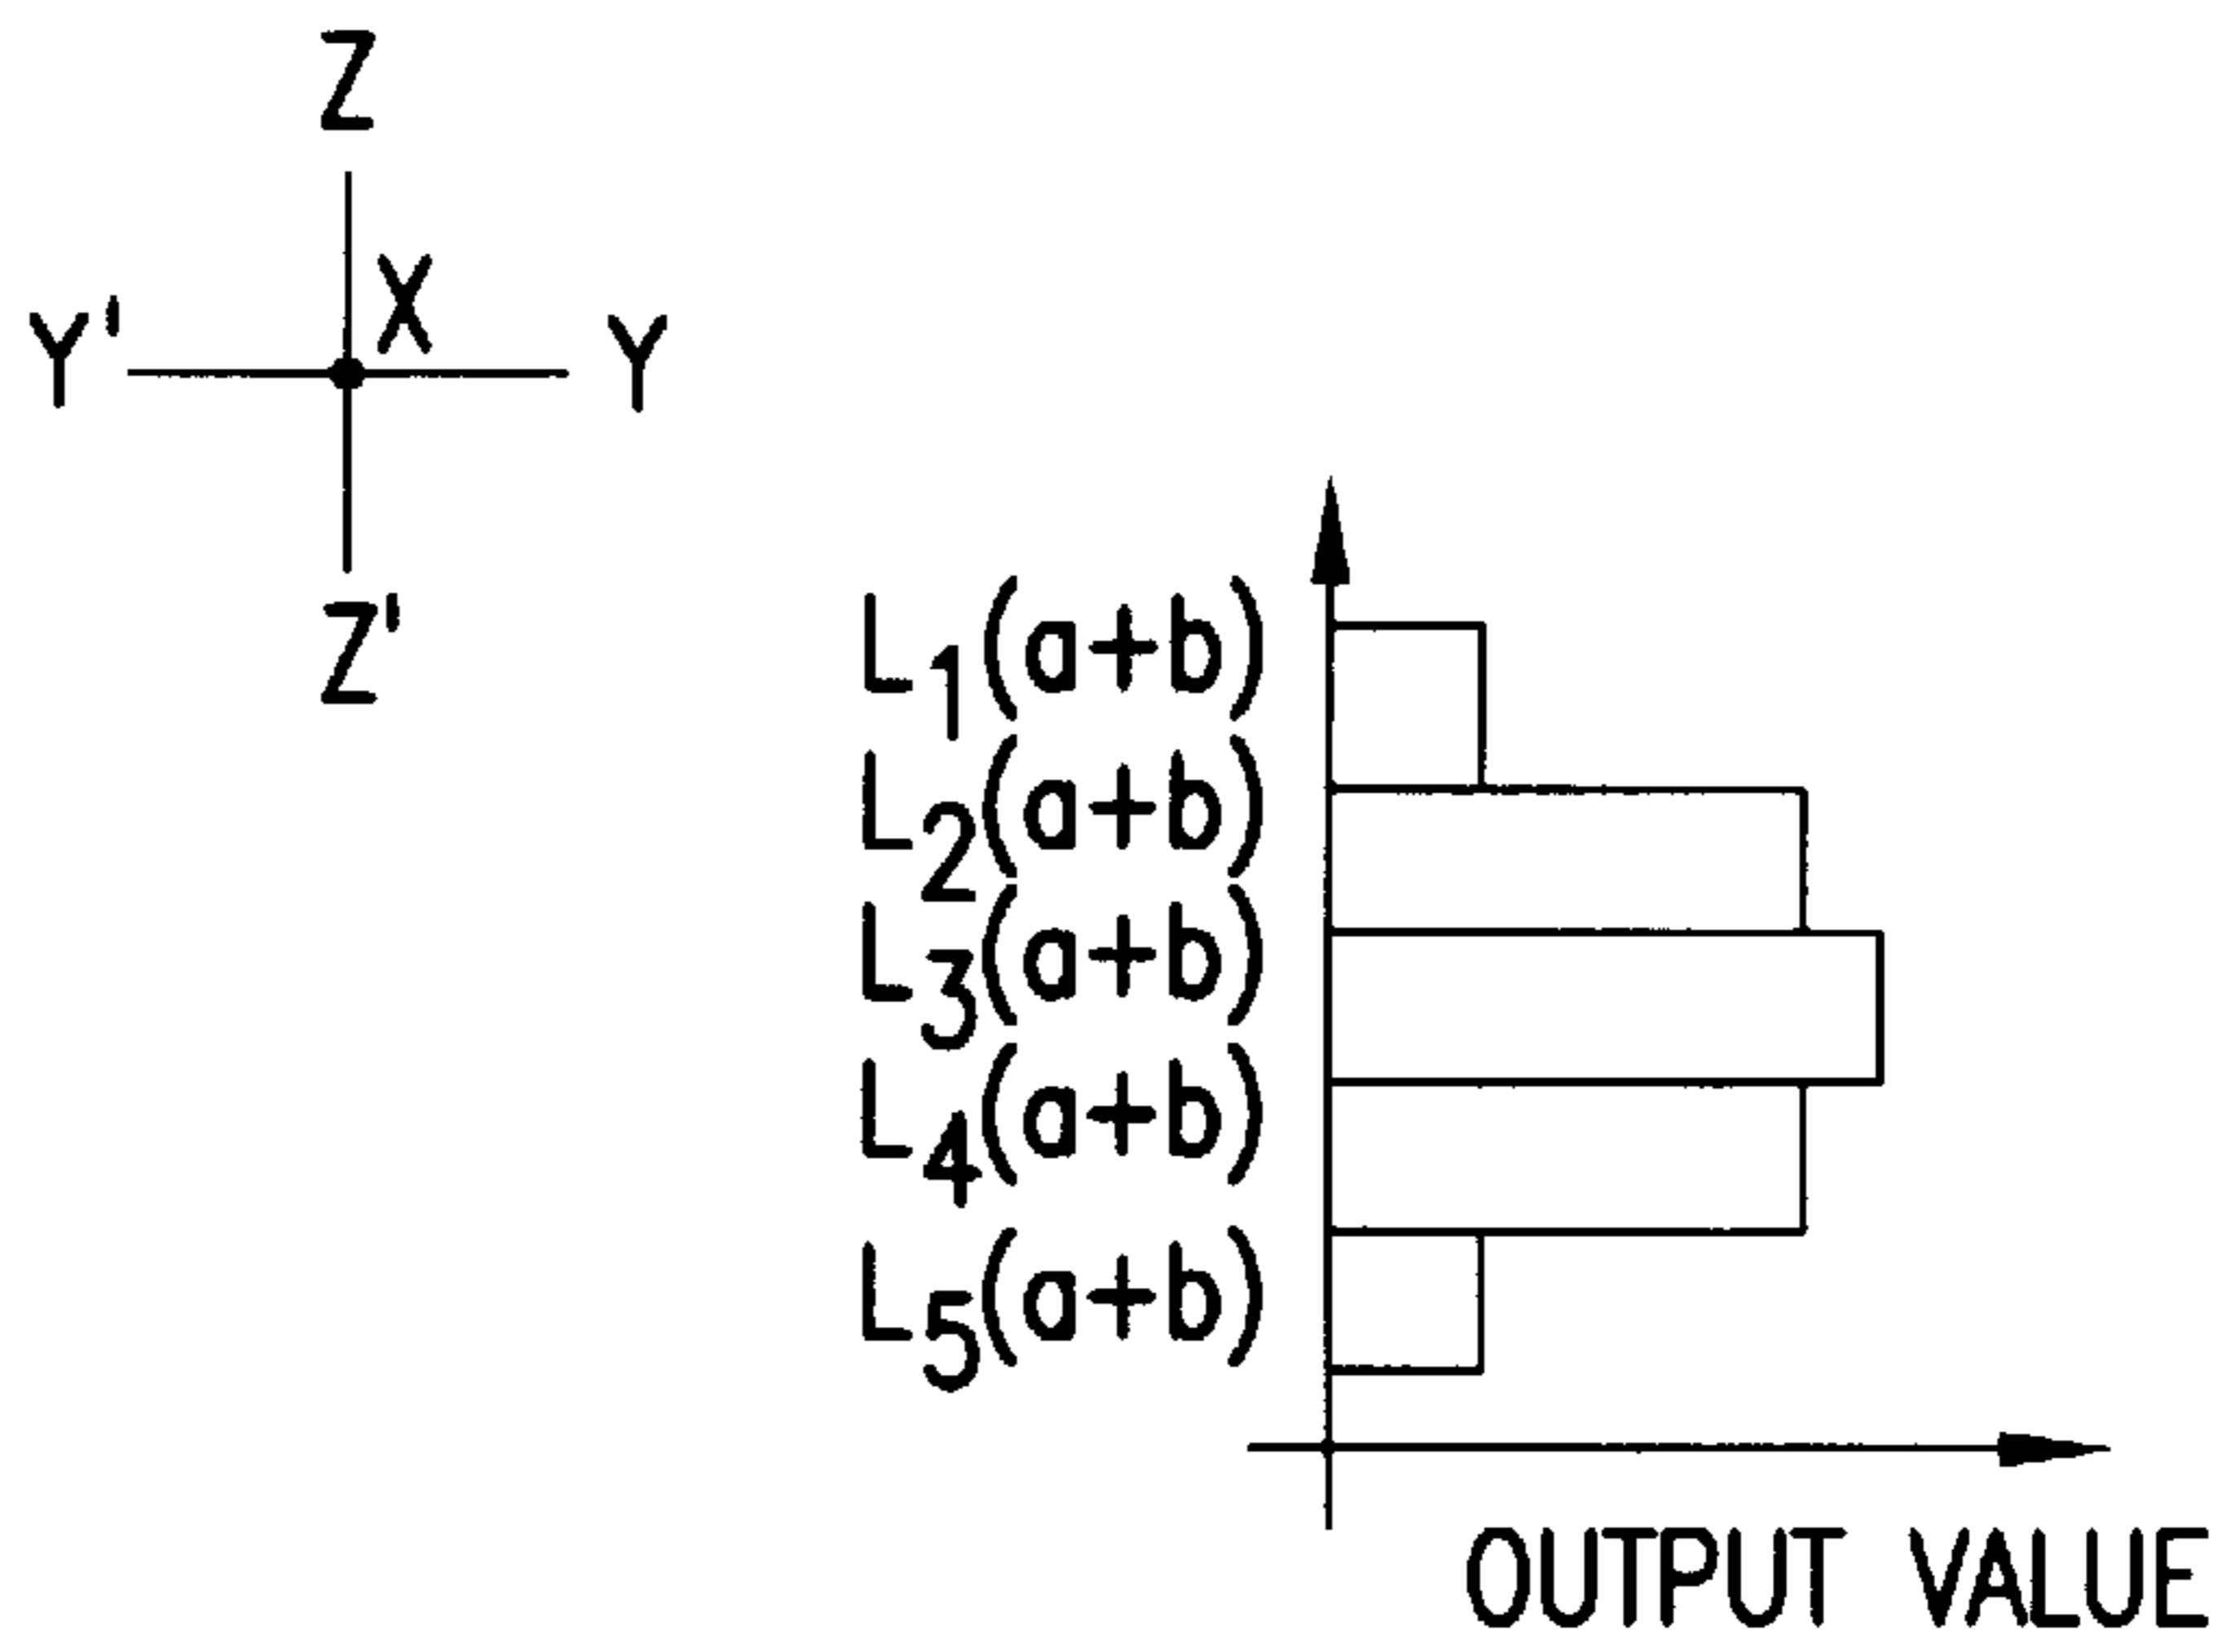 Z
X
Y' Y
Z'
L1(a+b)
L2(a+b)
L3(a+b)
L4(a+b)
L5(a+b)
OUTPUT VALUE